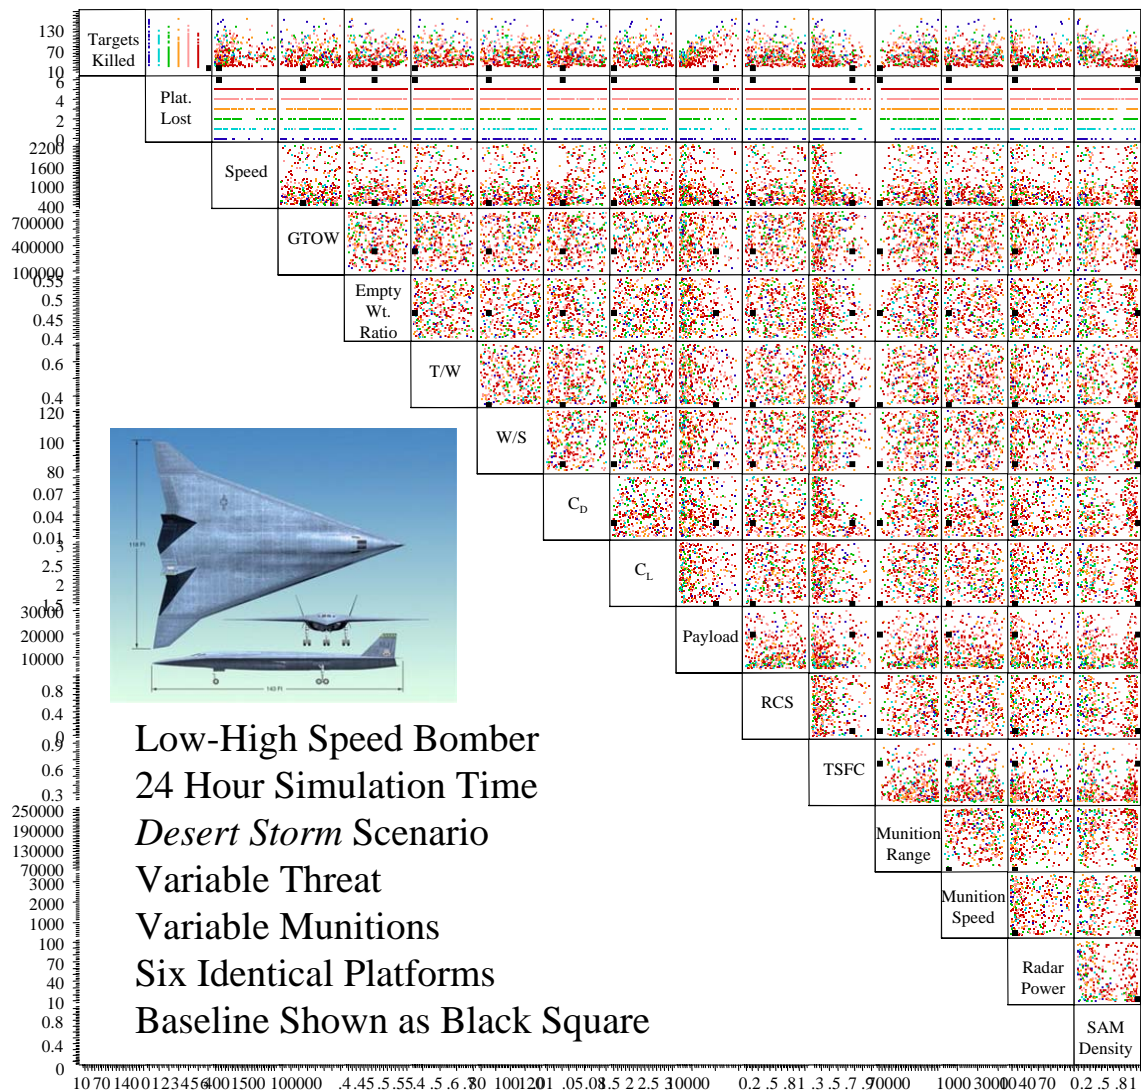 130
70
10
Targets
Killed
6
4
2
0
Plat.
Lost
2200
1600
1000
400
Speed
700000
400000
100000
GTOW
0.55
0.5
0.45
0.4
Empty
Wt.
Ratio
0.6
0.4
T/W
120
100
80
W/S
0.07
0.04
0.01
C_D
3
2.5
2
1.5
C_L
30000
20000
10000
Payload
0.8
0.4
0
RCS
0.9
0.6
0.3
TSFC
250000
190000
130000
70000
Munition
Range
3000
2000
1000
Munition
Speed
100
70
40
10
Radar
Power
0.8
0.4
0
SAM
Density
143 Ft
Low-High Speed Bomber
24 Hour Simulation Time
Desert Storm Scenario
Variable Threat
Variable Munitions
Six Identical Platforms
Baseline Shown as Black Square